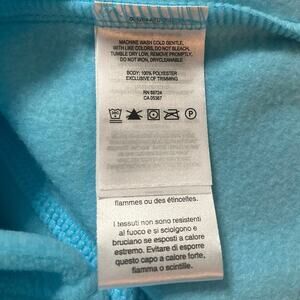 MACHINE WASH COLD GENTLE,
WITH LIKE COLORS, DO NOT BLEACH,
TUMBLE DRY LOW, REMOVE PROMPTLY,
DO NOT IRON, DRYCLEANABLE
BODY: 100% POLYESTER
EXCLUSIVE OF TRIMMING
RN 88724
CA 05367
flammes ou des étincelles.
I tessuti non sono resistenti
al fuoco e si sciolgono e
bruciano se esposti a calore
estremo. Evitare di esporre
questo capo a calore forte,
fiamma o scintille.